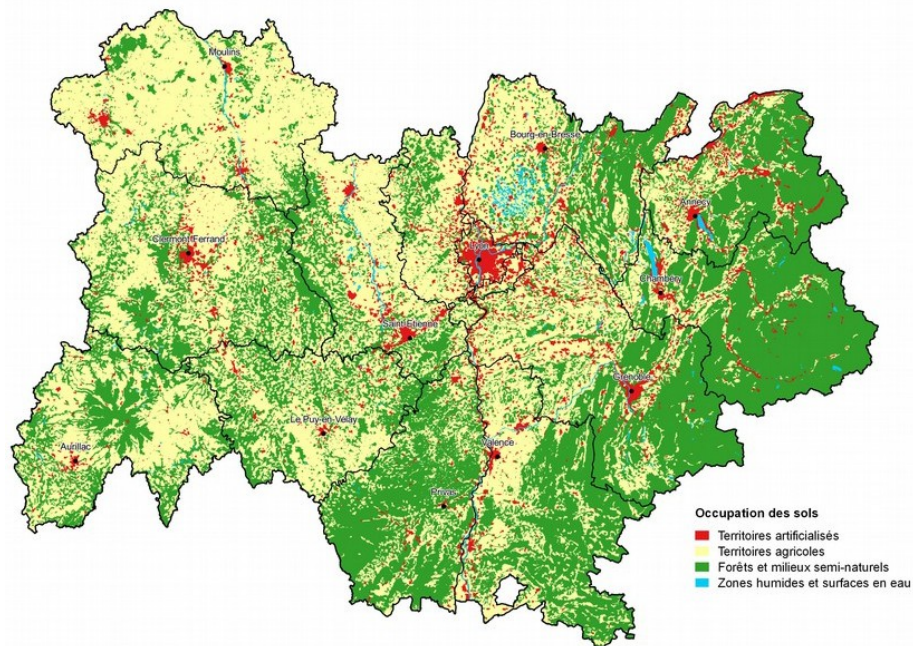 Moulins
Bourg-en-Bresse
Annecy
Clermont Ferrand
Lyon
Chambéry
Saint-Etienne
Grenoble
Le Puy-en-Velay
Aurillac
Valence
Privas
Occupation des sols
Territoires artificialisés
Territoires agricoles
Forêts et milieux semi-naturels
Zones humides et surfaces en eau